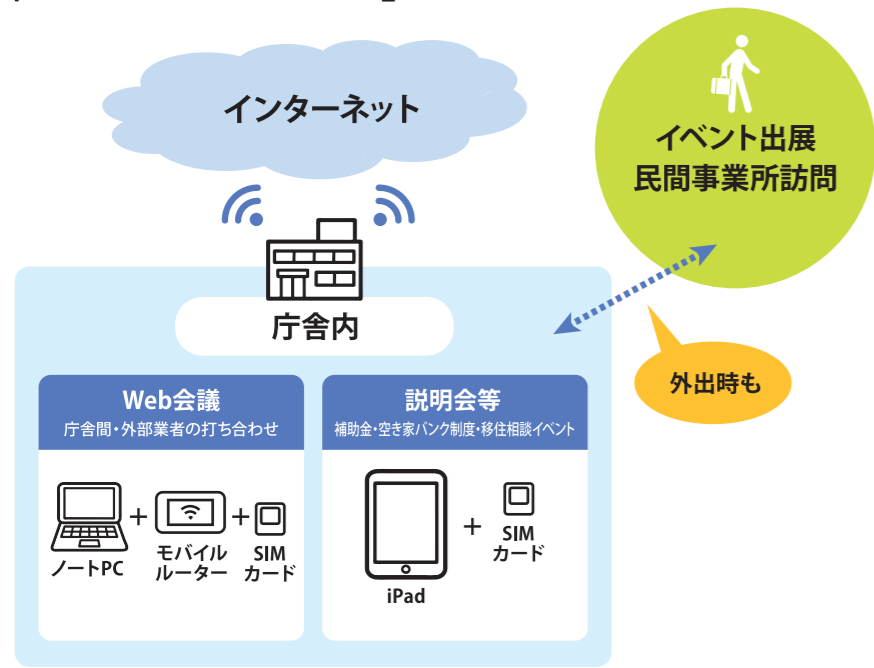 インターネット
イベント出展
民間事業所訪問
庁舎内
外出時も
Web会議
庁舎間・外部業者の打ち合わせ
ノートPC
+
モバイル
ルーター
+
SIM
カード
説明会等
補助金・空き家バンク制度・移住相談イベント
iPad
+
SIM
カード